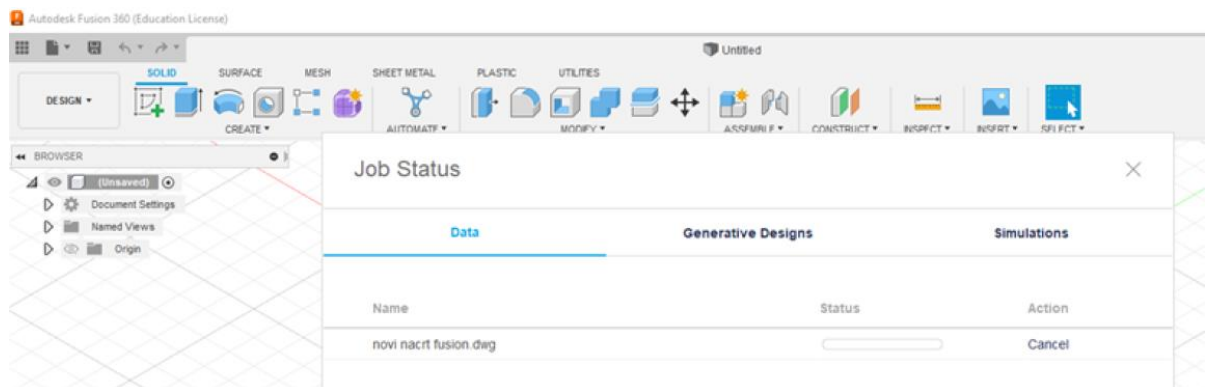 Autodesk Fusion 360 (Education License)
Untitled
SOLID SURFACE MESH SHEET METAL PLASTIC UTILITIES
DESIGN
CREATE AUTOMATE MODIFY ASSEMBLE CONSTRUCT INSPECT INSERT SELECT
BROWSER
(Unsaved)
Document Settings
Named Views
Origin
Job Status
Data Generative Designs Simulations
Name Status Action
novi nacrt fusion.dwg Cancel